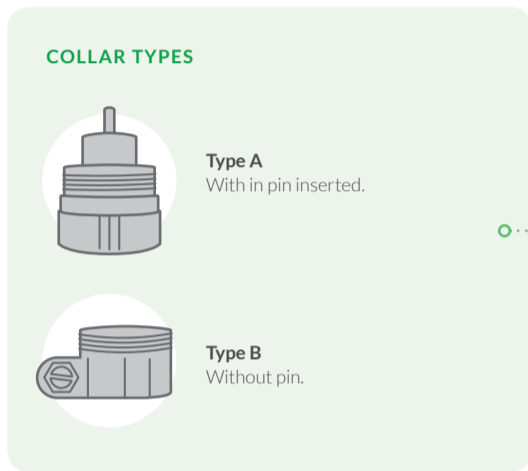 COLLAR TYPES
Type A
With in pin inserted.
Type B
Without pin.